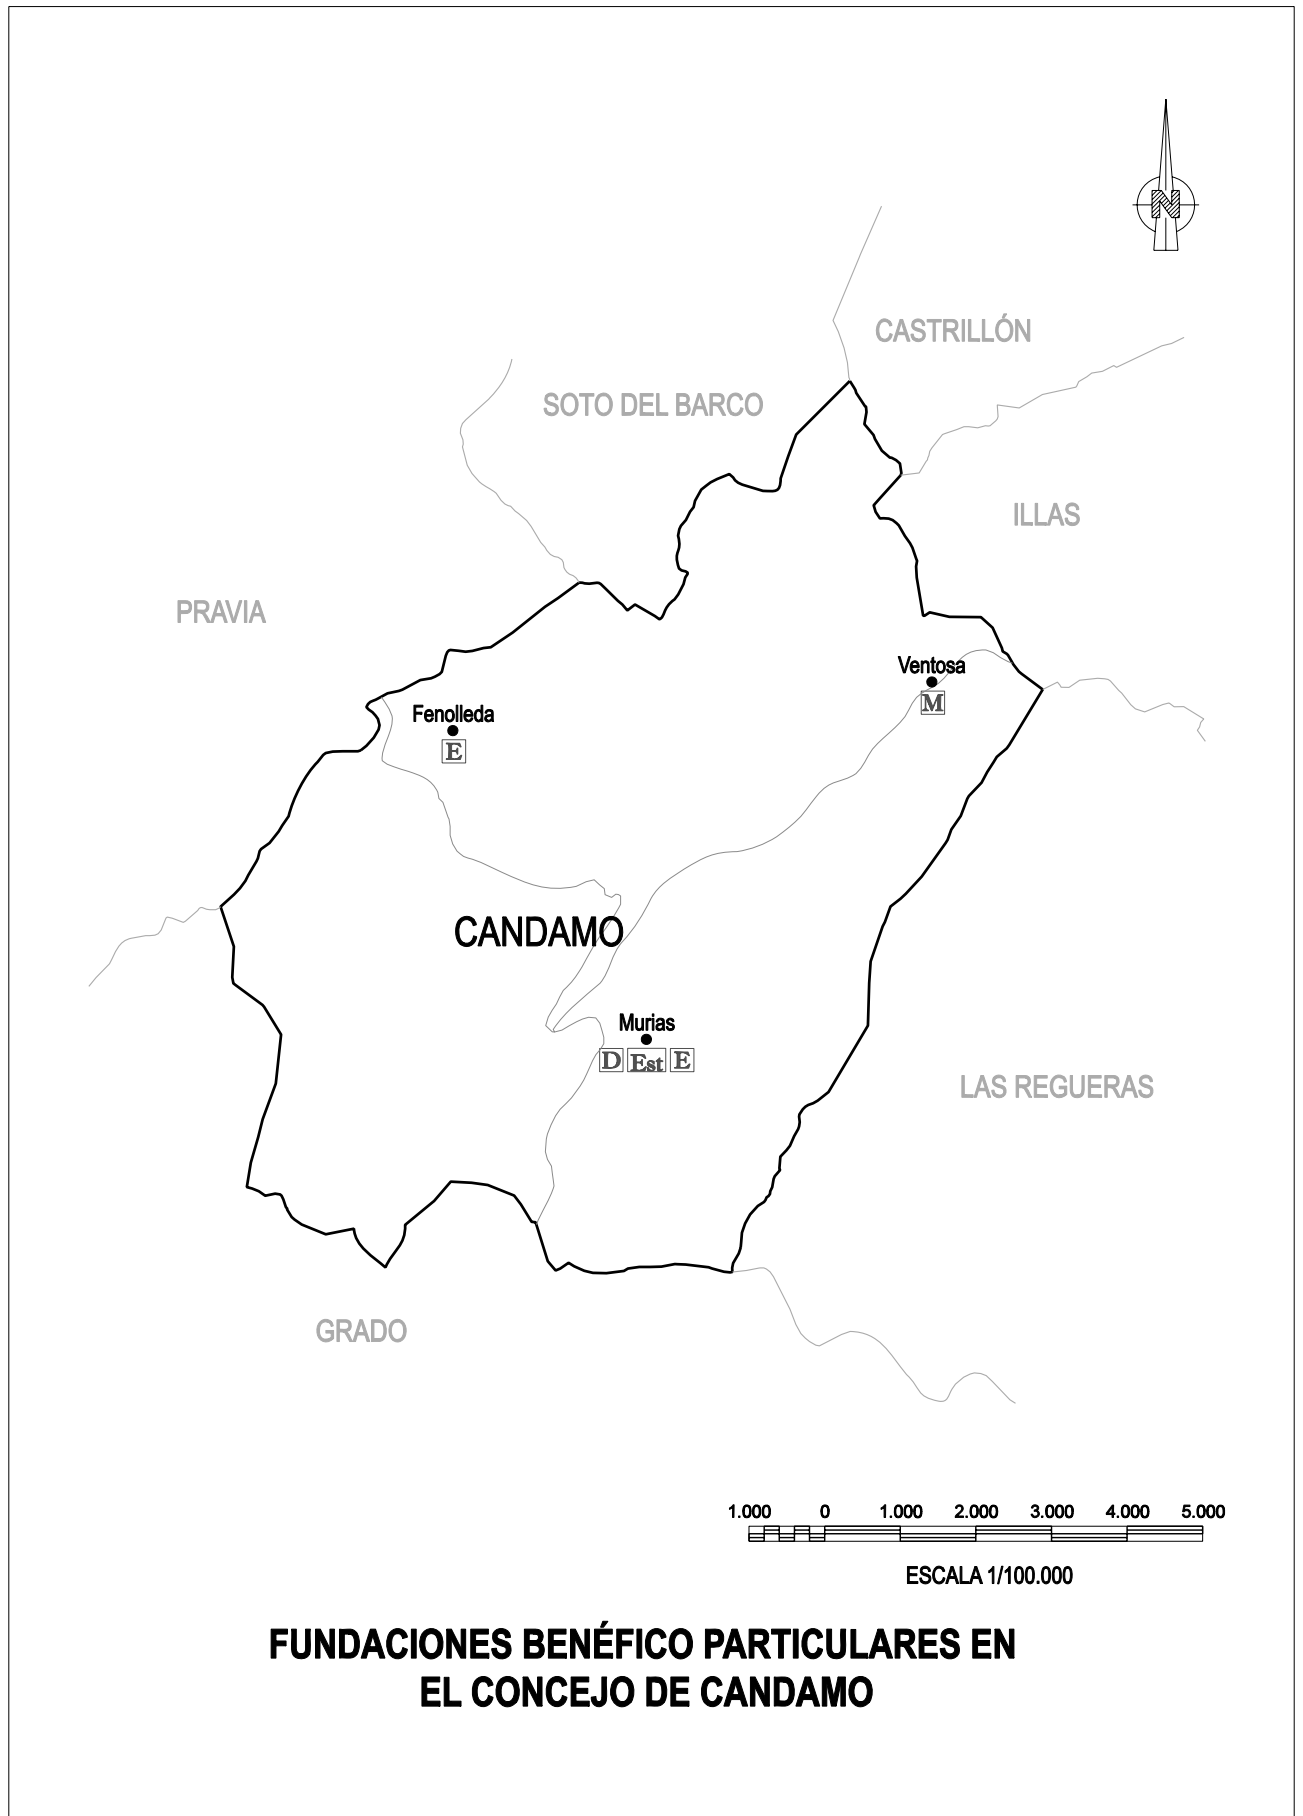 N
CASTRILLÓN
SOTO DEL BARCO
ILLAS
PRAVIA
Ventosa
M
Fenolleda
E
CANDAMO
Murias
D Est E
LAS REGUERAS
GRADO
1.000 0 1.000 2.000 3.000 4.000 5.000
ESCALA 1/100.000
FUNDACIONES BENÉFICO PARTICULARES EN
EL CONCEJO DE CANDAMO